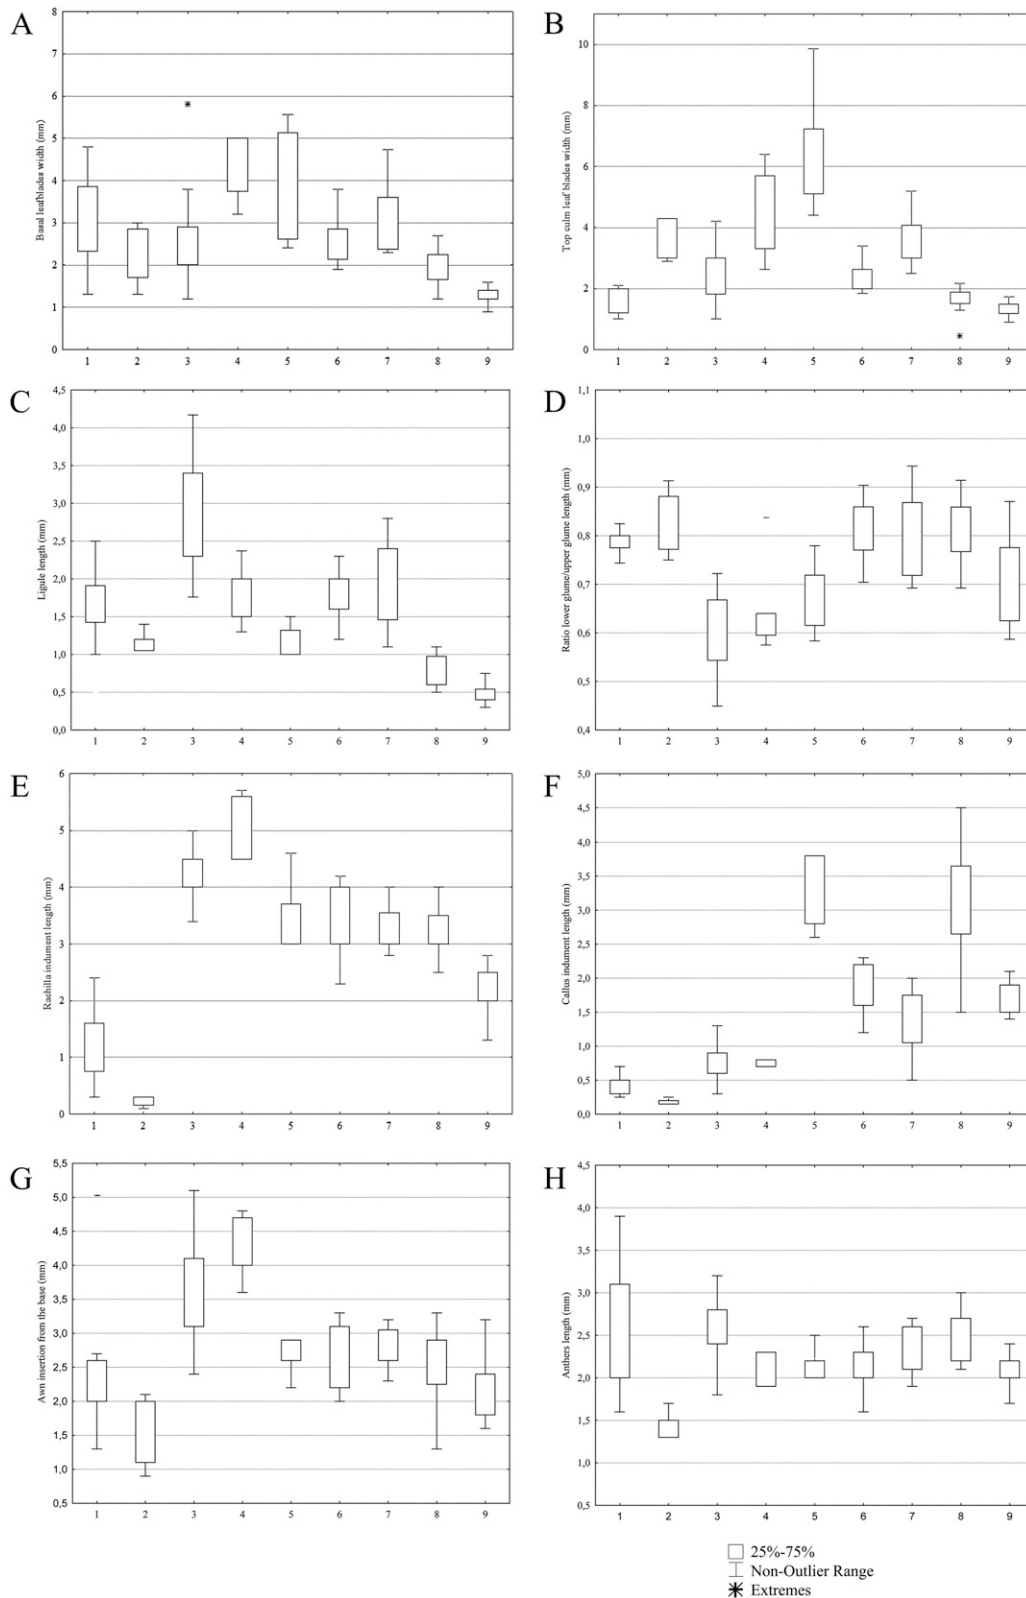 A
Basal leafblades width (mm)
8
7
6
5
4
3
2
1
0
1 2 3 4 5 6 7 8 9
B
Top culm leaf blades width (mm)
10
8
6
4
2
0
1 2 3 4 5 6 7 8 9
C
Ligule length (mm)
4,5
4,0
3,5
3,0
2,5
2,0
1,5
1,0
0,5
0,0
1 2 3 4 5 6 7 8 9
D
Ratio lower glume/upper glume length (mm)
1,1
1,0
0,9
0,8
0,7
0,6
0,5
0,4
1 2 3 4 5 6 7 8 9
E
Rachilla indument length (mm)
6
5
4
3
2
1
0
1 2 3 4 5 6 7 8 9
F
Callus indument length (mm)
5,0
4,5
4,0
3,5
3,0
2,5
2,0
1,5
1,0
0,5
0,0
1 2 3 4 5 6 7 8 9
G
Awn insertion from the base (mm)
5,5
5,0
4,5
4,0
3,5
3,0
2,5
2,0
1,5
1,0
0,5
1 2 3 4 5 6 7 8 9
H
Anthers length (mm)
4,5
4,0
3,5
3,0
2,5
2,0
1,5
1,0
0,5
1 2 3 4 5 6 7 8 9
25%-75%
Non-Outlier Range
Extremes